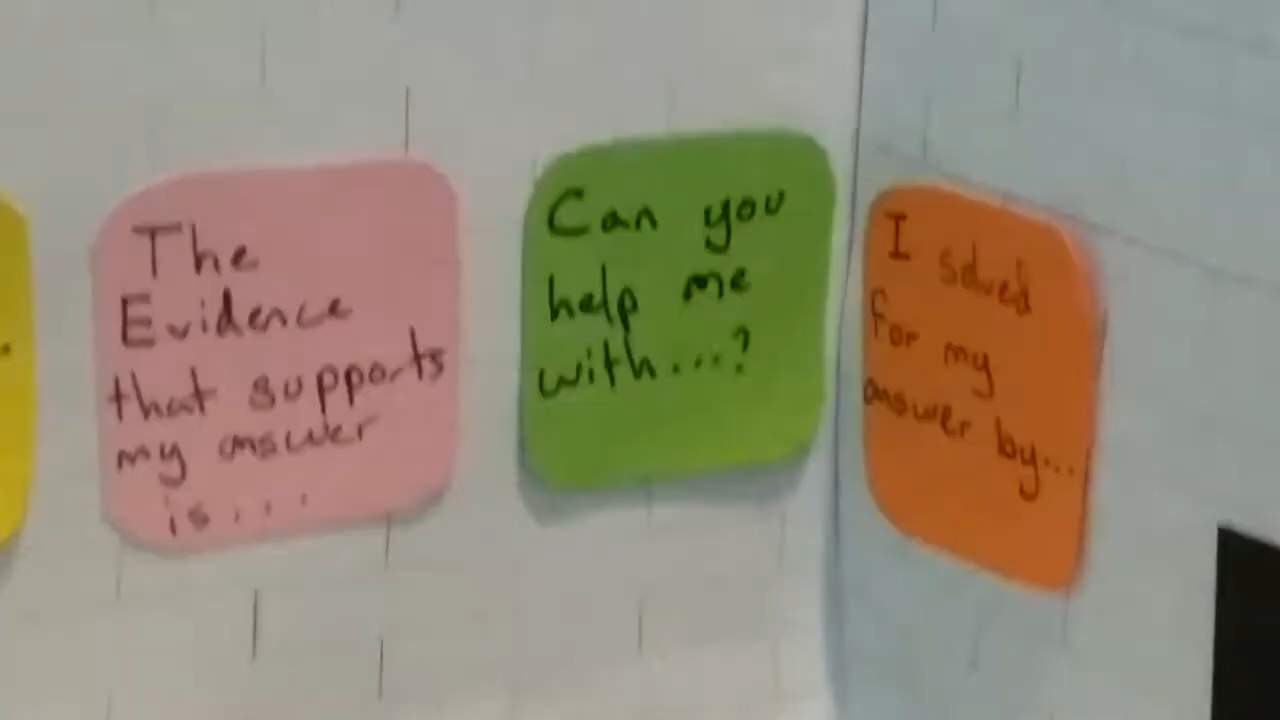 The
Evidence
that supports
my answer
is...
Can you
help me
with...?
I solved
for my
answer by...